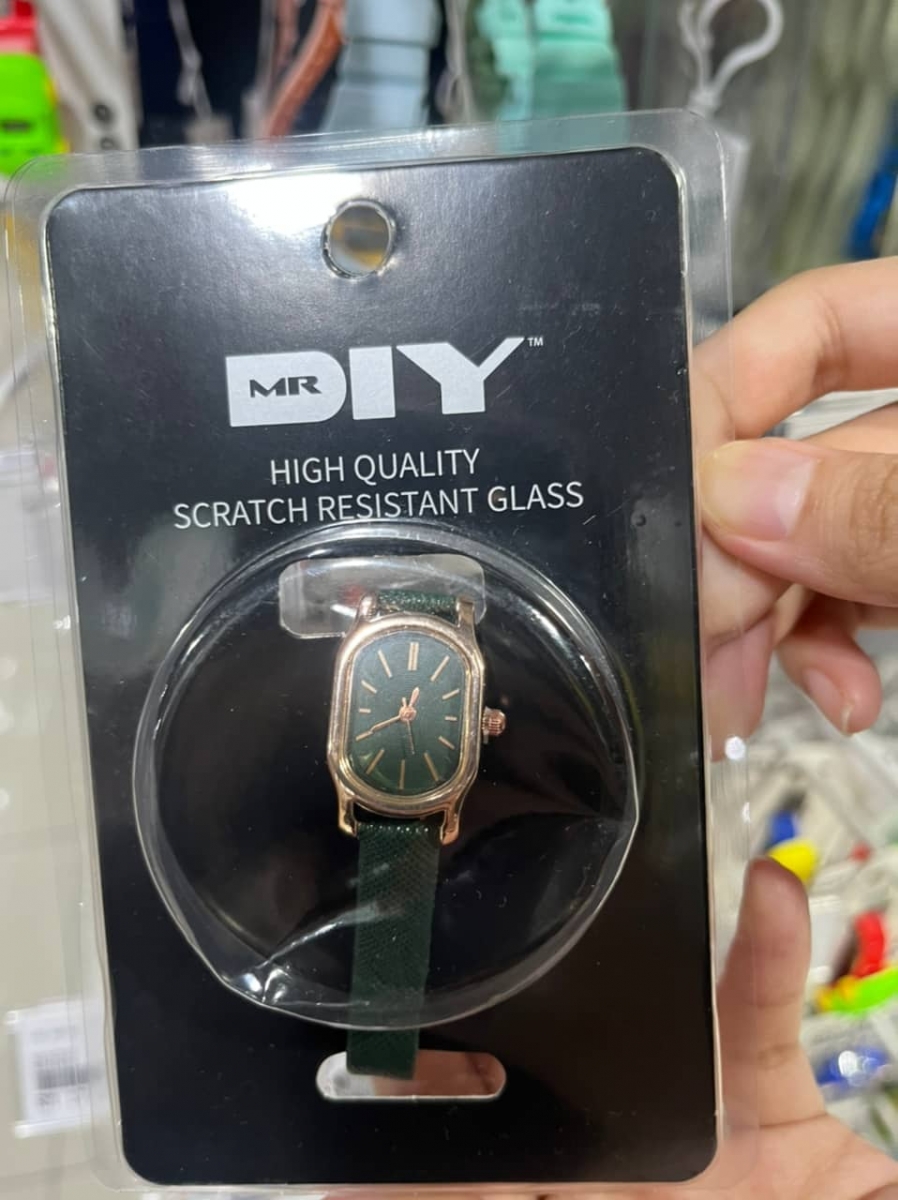 MR DIY™
HIGH QUALITY
SCRATCH RESISTANT GLASS